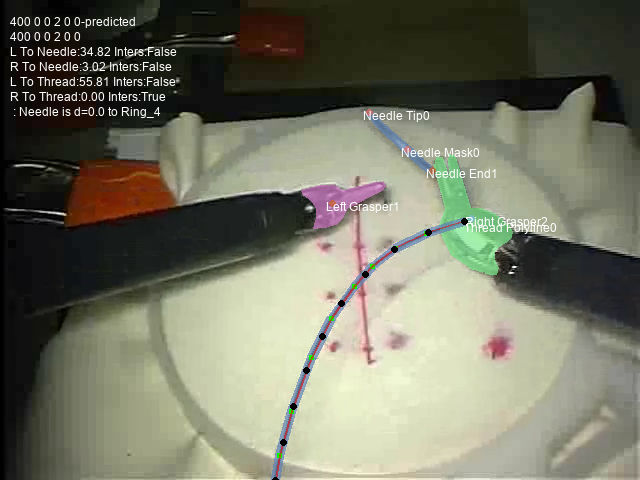 400 0 0 2 0 0-predicted
400 0 0 2 0 0
L To Needle:34.82 Inters:False
R To Needle:3.02 Inters:False
L To Thread:55.81 Inters:False
R To Thread:0.00 Inters:True
: Needle is d=0.0 to Ring_4
Needle Tip0
Needle Mask0
Needle End1
Left Grasper1
Right Grasper2
Thread Polyline0